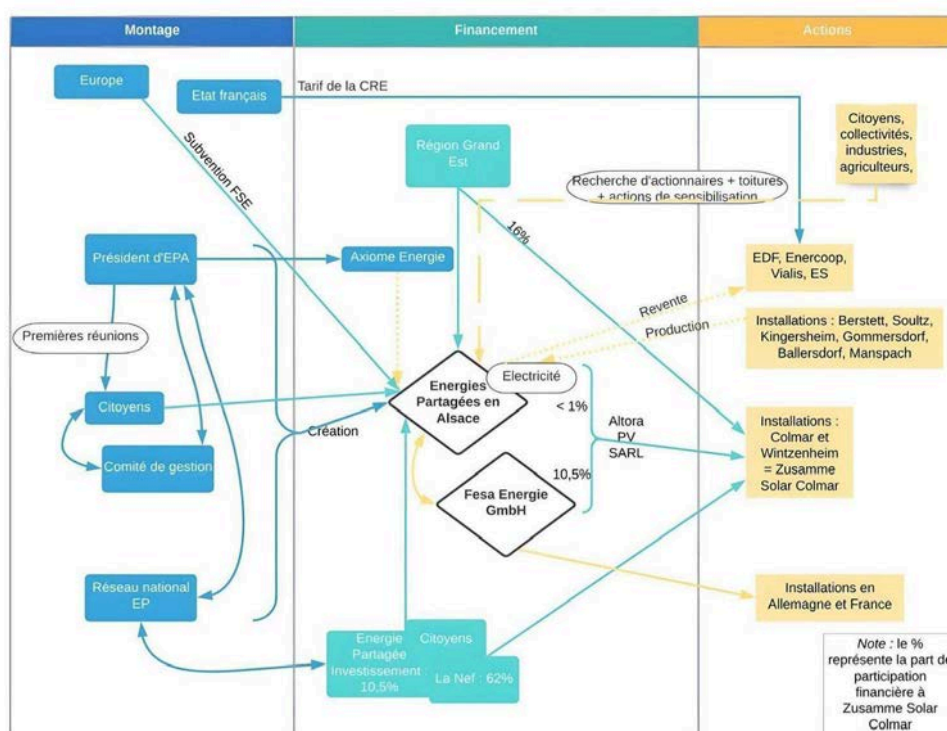 Montage
Financement
Actions
Europe
Etat français
Tarif de la CRE
Subvention FSE
Région Grand
Est
Citoyens,
collectivités,
industries,
agriculteurs,
Recherche d'actionnaires + toitures
+ actions de sensibilisation
16%
Président d'EPA
Axiome Energie
EDF, Enercoop,
Vialis, ES
Revente
Production
Premières réunions
Installations : Berstett, Soultz,
Kingersheim, Gommersdorf,
Ballersdorf, Manspach
Electricité
Energies
Partagées en
Alsace
Citoyens
Création
< 1%
Altora
PV
SARL
10,5%
Installations :
Colmar et
Wintzenheim
= Zusamme
Solar Colmar
Comité de gestion
Fesa Energie
GmbH
Réseau national
EP
Installations en
Allemagne et France
Energie
Partagée
Investissement :
10,5%
Citoyens
La Nef : 62%
Note : le %
représente la part de
participation
financière à
Zusamme Solar
Colmar